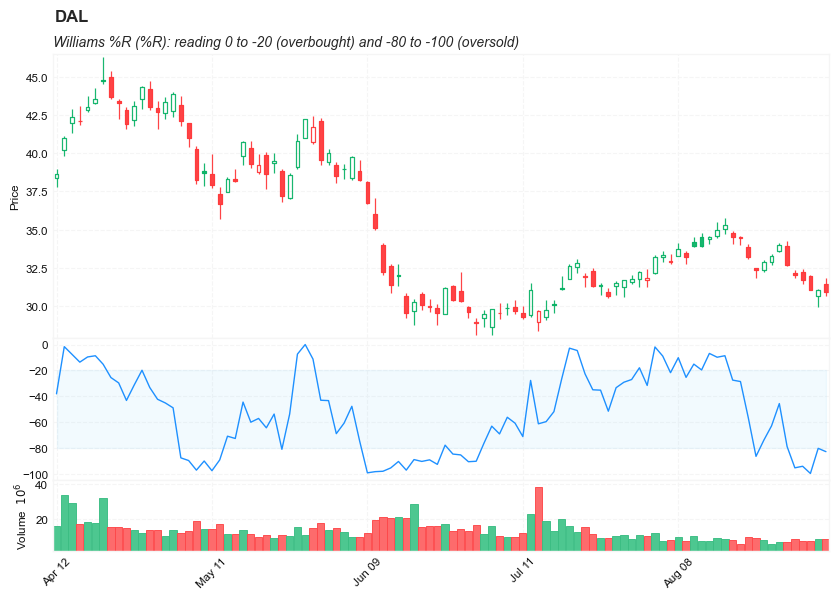 DAL
Williams %R (%R): reading 0 to -20 (overbought) and -80 to -100 (oversold)
45.0
42.5
40.0
37.5
35.0
32.5
30.0
Price
0
−20
−40
−60
−80
−100
40
20
Volume 10^6
Apr 12
May 11
Jun 09
Jul 11
Aug 08